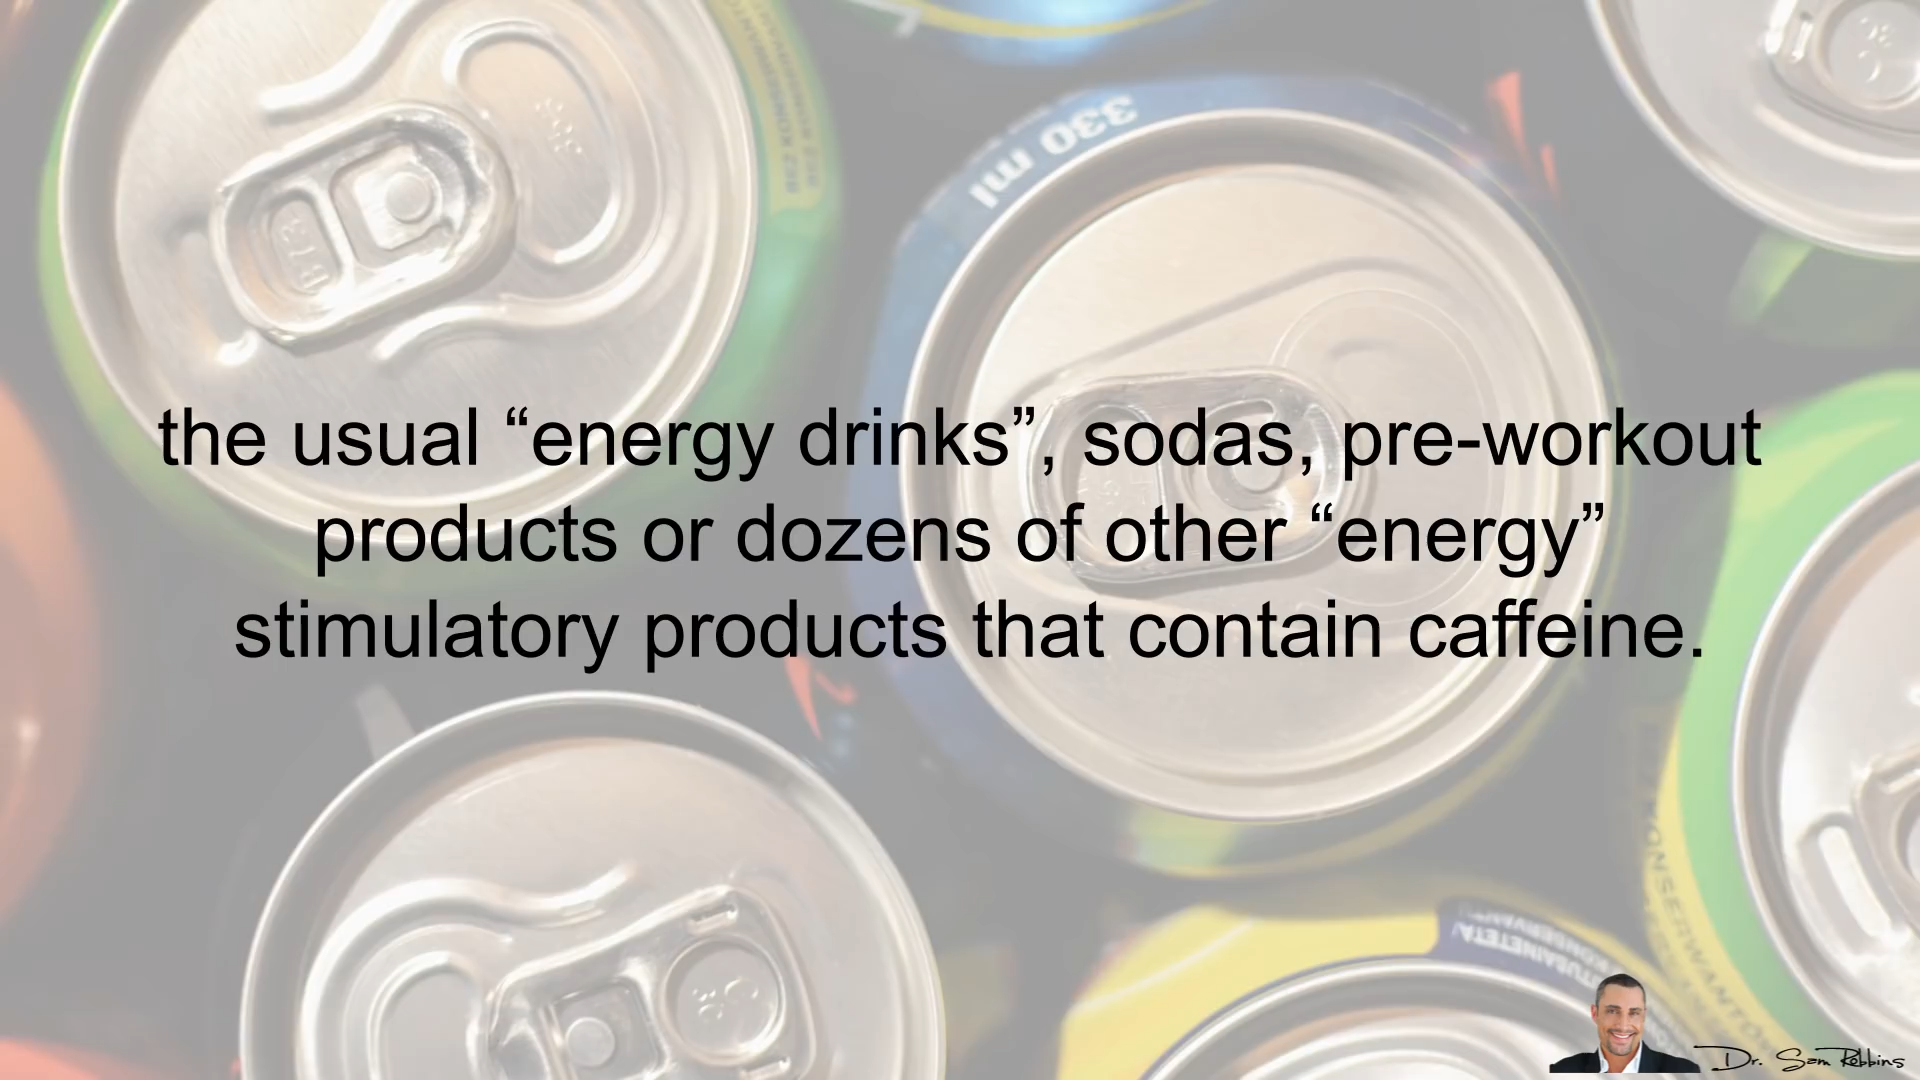 330 ml
B73
the usual “energy drinks”, sodas, pre-workout
products or dozens of other “energy”
stimulatory products that contain caffeine.
Dr. Sam Robbins